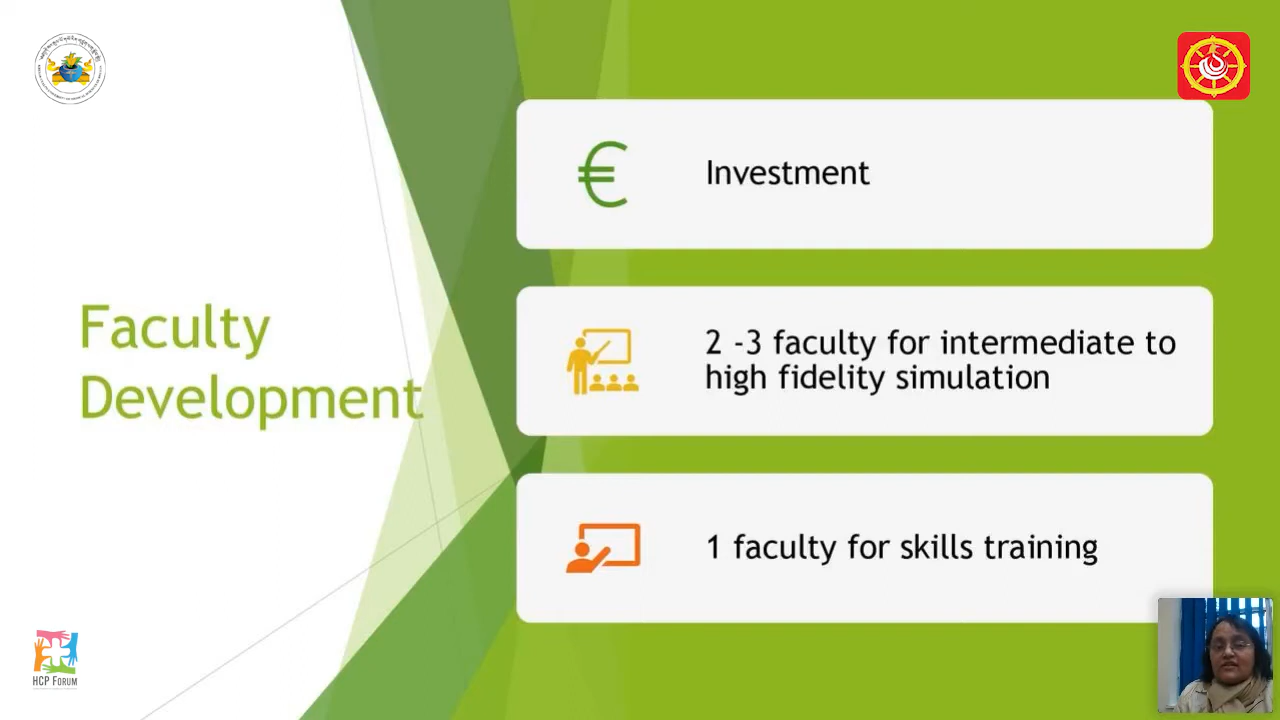 Faculty
Development
Investment
2 -3 faculty for intermediate to
high fidelity simulation
1 faculty for skills training
HCP FORUM